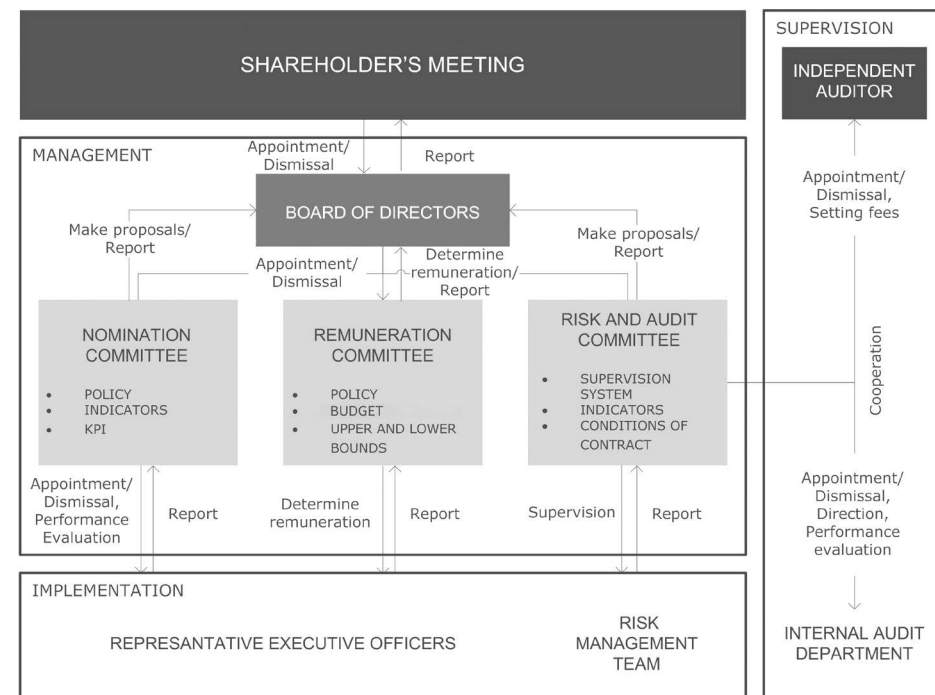 SHAREHOLDER'S MEETING
SUPERVISION
INDEPENDENT
AUDITOR
MANAGEMENT
Appointment/
Dismissal
Report
BOARD OF DIRECTORS
Make proposals/
Report
Appointment/
Dismissal
Determine
remuneration/
Report
Make proposals/
Report
Appointment/
Dismissal,
Setting fees
NOMINATION
COMMITTEE
• POLICY
• INDICATORS
• KPI
REMUNERATION
COMMITTEE
• POLICY
• BUDGET
• UPPER AND LOWER
BOUNDS
RISK AND AUDIT
COMMITTEE
• SUPERVISION
SYSTEM
• INDICATORS
• CONDITIONS OF
CONTRACT
Cooperation
Appointment/
Dismissal,
Performance
Evaluation
Report
Determine
remuneration
Report
Supervision
Report
Appointment/
Dismissal,
Direction,
Performance
evaluation
IMPLEMENTATION
REPRESANTATIVE EXECUTIVE OFFICERS
RISK
MANAGEMENT
TEAM
INTERNAL AUDIT
DEPARTMENT